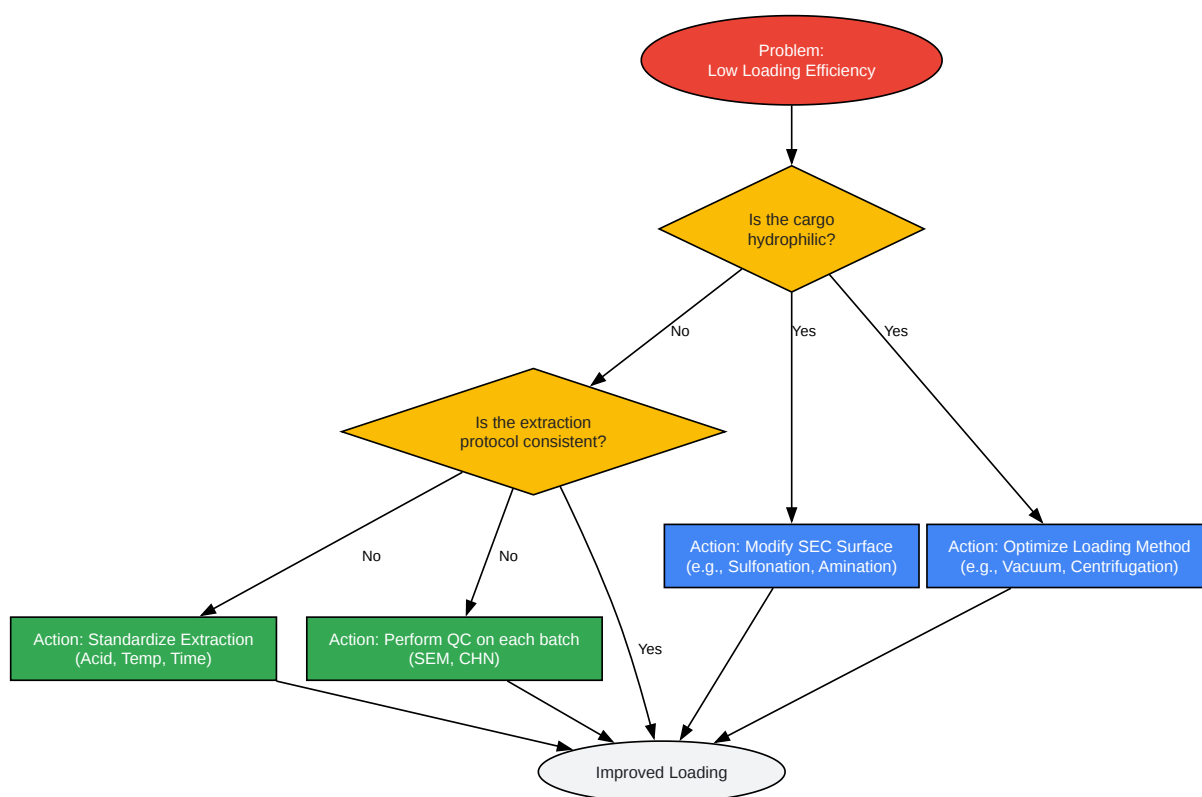 Problem:
Low Loading Efficiency
Is the cargo
hydrophilic?
No
Yes
Yes
Is the extraction
protocol consistent?
No
No
Yes
Action: Modify SEC Surface
(e.g., Sulfonation, Amination)
Action: Optimize Loading Method
(e.g., Vacuum, Centrifugation)
Action: Standardize Extraction
(Acid, Temp, Time)
Action: Perform QC on each batch
(SEM, CHN)
Improved Loading